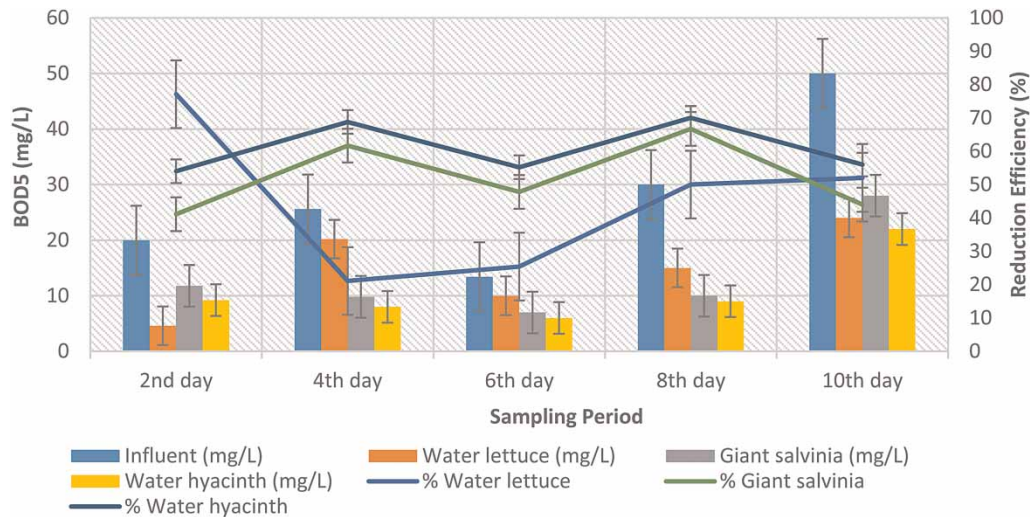 60
50
40
30
20
10
0
BOD5 (mg/L)
100
90
80
70
60
50
40
30
20
10
0
Reduction Efficiency (%)
2nd day 4th day 6th day 8th day 10th day
Sampling Period
Influent (mg/L) Water lettuce (mg/L) Giant salvinia (mg/L)
Water hyacinth (mg/L) % Water lettuce % Giant salvinia
% Water hyacinth